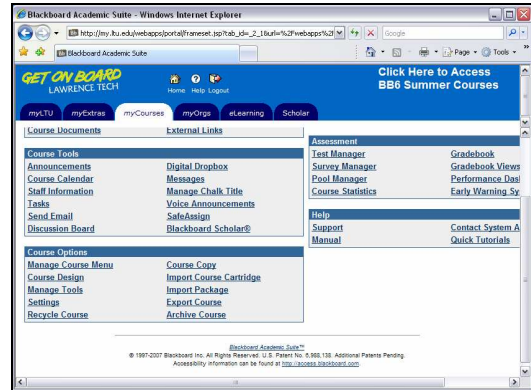 Blackboard Academic Suite - Windows Internet Explorer
http://my.ltu.edu/webapps/portal/frameset.jsp?tab_id=_2_1&url=%2Fwebapps%2f
Google
Blackboard Academic Suite
Page
Tools
GET ON BOARD
LAWRENCE TECH
Home Help Logout
Click Here to Access
BB6 Summer Courses
myLTU myExtras myCourses myOrgs eLearning Scholar
Course Documents External Links
Course Tools
Announcements Digital Dropbox
Course Calendar Messages
Staff Information Manage Chalk Title
Tasks Voice Announcements
Send Email SafeAssign
Discussion Board Blackboard Scholar®
Course Options
Manage Course Menu Course Copy
Course Design Import Course Cartridge
Manage Tools Import Package
Settings Export Course
Recycle Course Archive Course
Assessment
Test Manager Gradebook
Survey Manager Gradebook Views
Pool Manager Performance Das
Course Statistics Early Warning Sy
Help
Support Contact System A
Manual Quick Tutorials
Blackboard Academic Suite™
© 1997-2007 Blackboard Inc. All Rights Reserved. U.S. Patent No. 6,988,138. Additional Patents Pending.
Accessibility information can be found at http://access.blackboard.com.